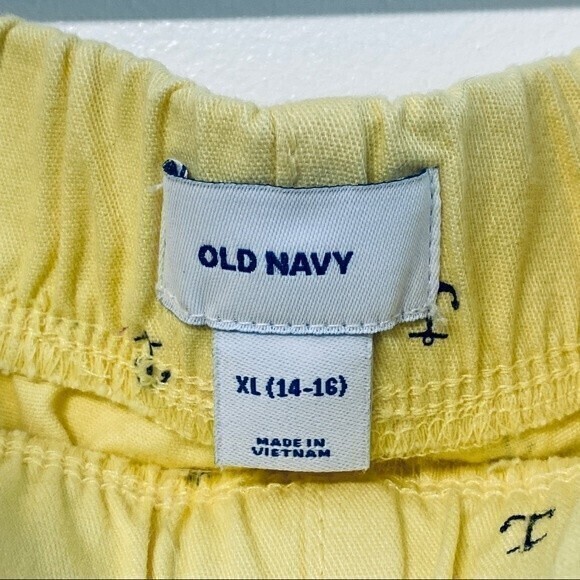 OLD NAVY
XL (14-16)
MADE IN
VIETNAM